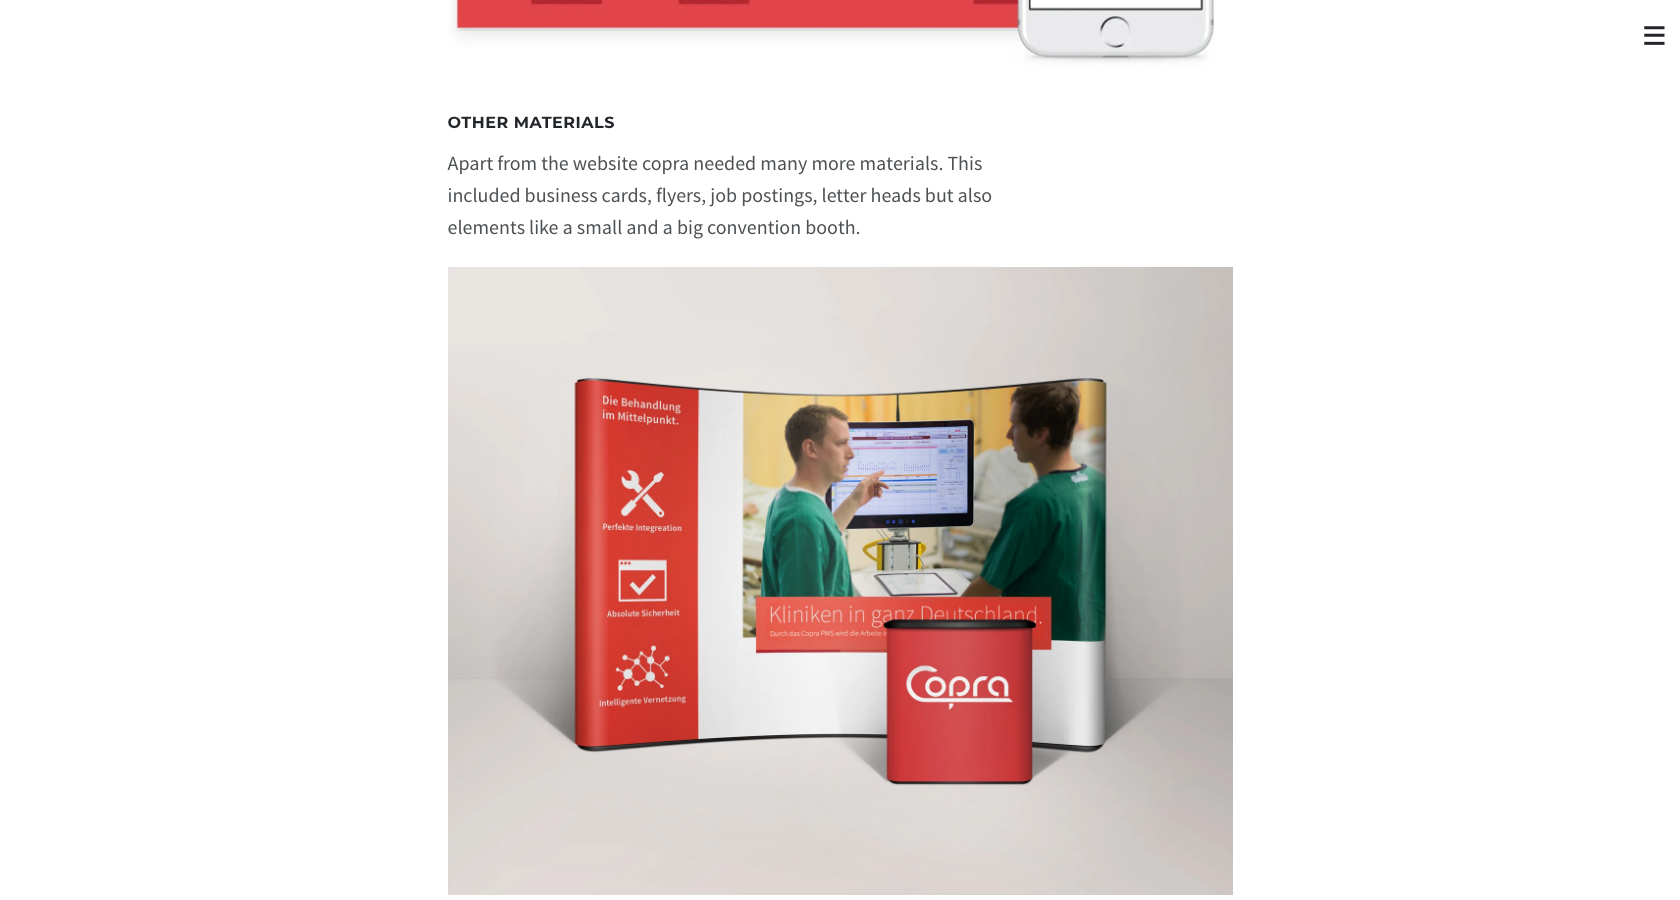 OTHER MATERIALS
Apart from the website copra needed many more materials. This
included business cards, flyers, job postings, letter heads but also
elements like a small and a big convention booth.
Die Behandlung
im Mittelpunkt.
Perfekte Integreation
Absolute Sicherheit
Intelligente Vernetzung
Kliniken in ganz Deutschland.
Durch das Copra PMS wird die Arbeite
Copra